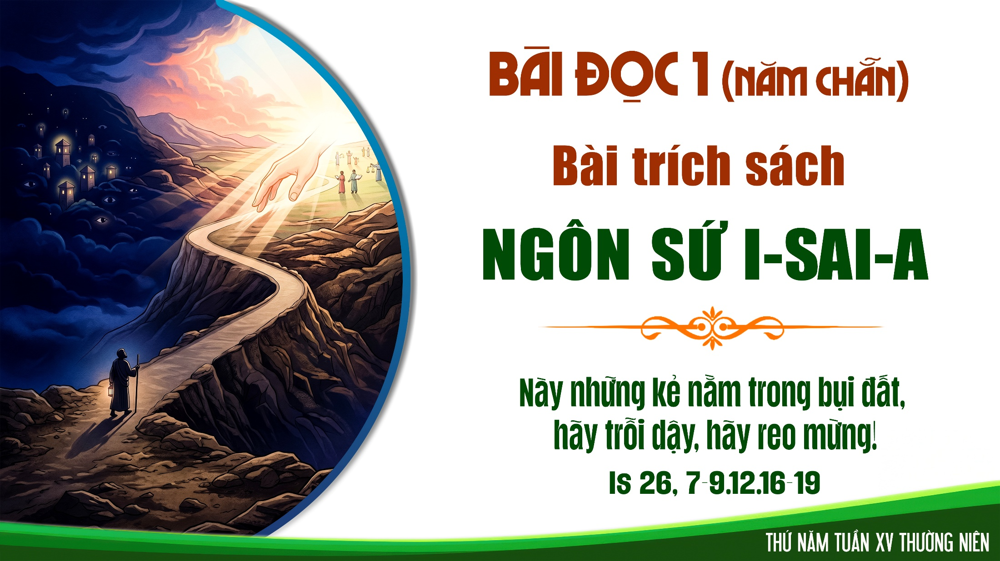 BÀI ĐỌC 1 (NĂM CHẴN)
Bài trích sách
NGÔN SỨ I-SAI-A
Này những kẻ nằm trong bụi đất,
hãy trỗi dậy, hãy reo mừng!
Is 26, 7-9.12.16-19
THỨ NĂM TUẦN XV THƯỜNG NIÊN